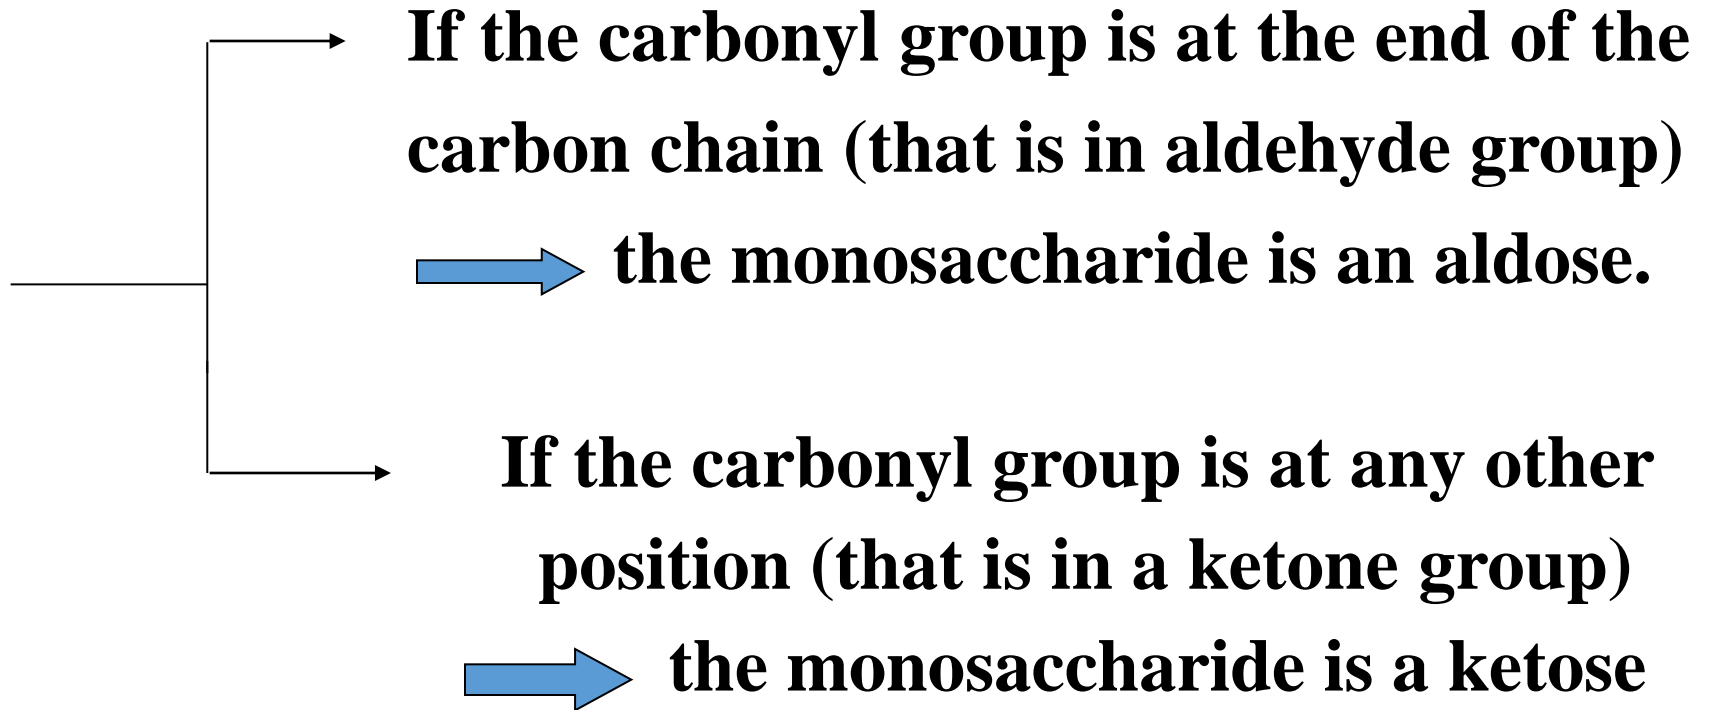 If the carbonyl group is at the end of the
carbon chain (that is in aldehyde group)
the monosaccharide is an aldose.
If the carbonyl group is at any other
position (that is in a ketone group)
the monosaccharide is a ketose